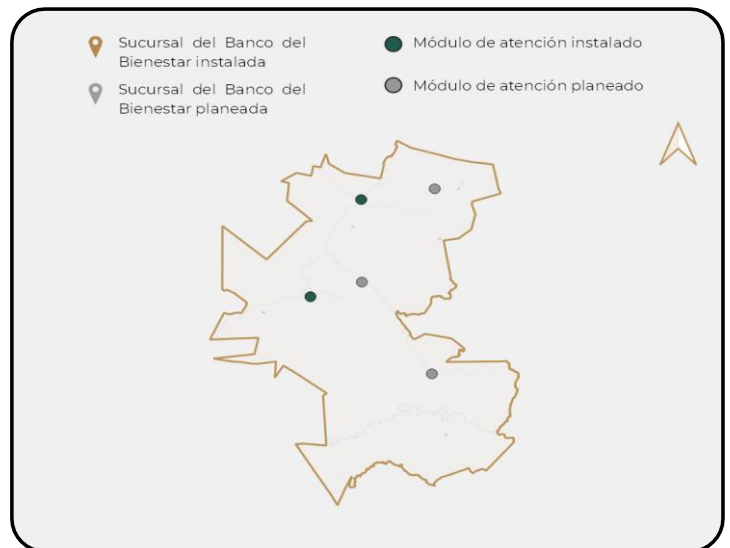 Sucursal del Banco del
Bienestar instalada
Sucursal del Banco del
Bienestar planeada
Módulo de atención instalado
Módulo de atención planeado